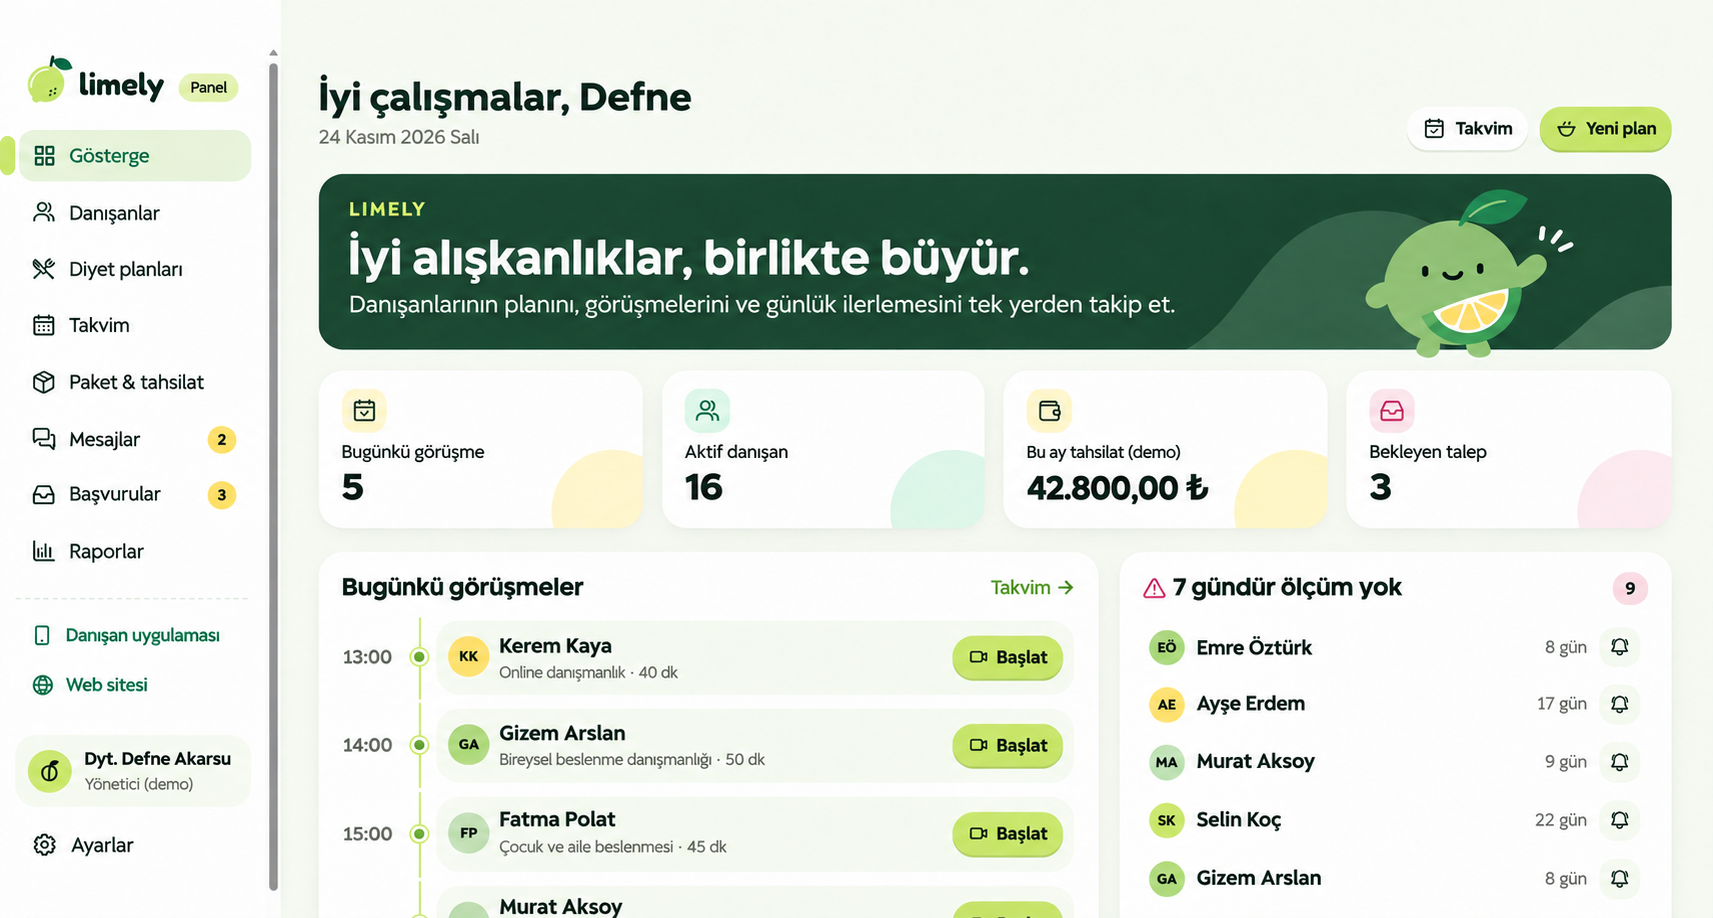 limely
Panel
Gösterge
Danışanlar
Diyet planları
Takvim
Paket & tahsilat
Mesajlar
2
Başvurular
3
Raporlar
Danışan uygulaması
Web sitesi
Dyt. Defne Akarsu
Yönetici (demo)
Ayarlar
İyi çalışmalar, Defne
24 Kasım 2026 Salı
Takvim
Yeni plan
LIMELY
İyi alışkanlıklar, birlikte büyür.
Danışanlarının planını, görüşmelerini ve günlük ilerlemesini tek yerden takip et.
Bugünkü görüşme
5
Aktif danışan
16
Bu ay tahsilat (demo)
42.800,00 ₺
Bekleyen talep
3
Bugünkü görüşmeler
Takvim →
13:00
KK
Kerem Kaya
Online danışmanlık · 40 dk
Başlat
14:00
GA
Gizem Arslan
Bireysel beslenme danışmanlığı · 50 dk
Başlat
15:00
FP
Fatma Polat
Çocuk ve aile beslenmesi · 45 dk
Başlat
Murat Aksoy
Başlat
7 gündür ölçüm yok
9
EÖ
Emre Öztürk
8 gün
AE
Ayşe Erdem
17 gün
MA
Murat Aksoy
9 gün
SK
Selin Koç
22 gün
GA
Gizem Arslan
8 gün